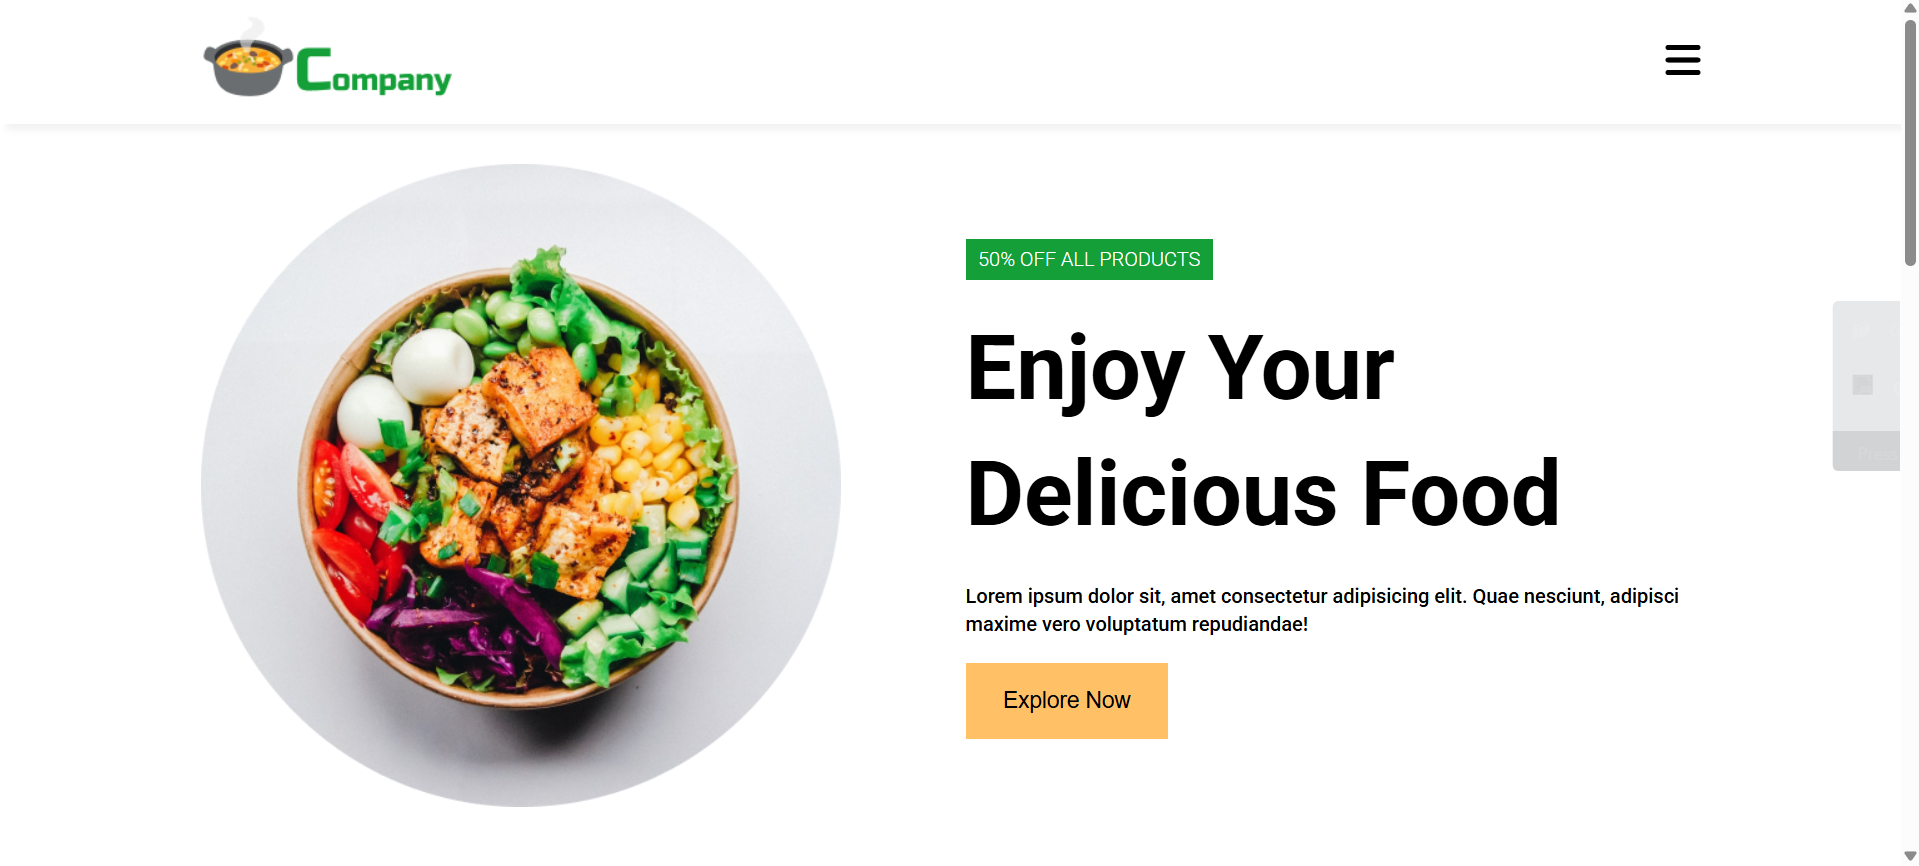 Company
50% OFF ALL PRODUCTS
Enjoy Your
Delicious Food
Lorem ipsum dolor sit, amet consectetur adipisicing elit. Quae nesciunt, adipisci
maxime vero voluptatum repudiandae!
Explore Now